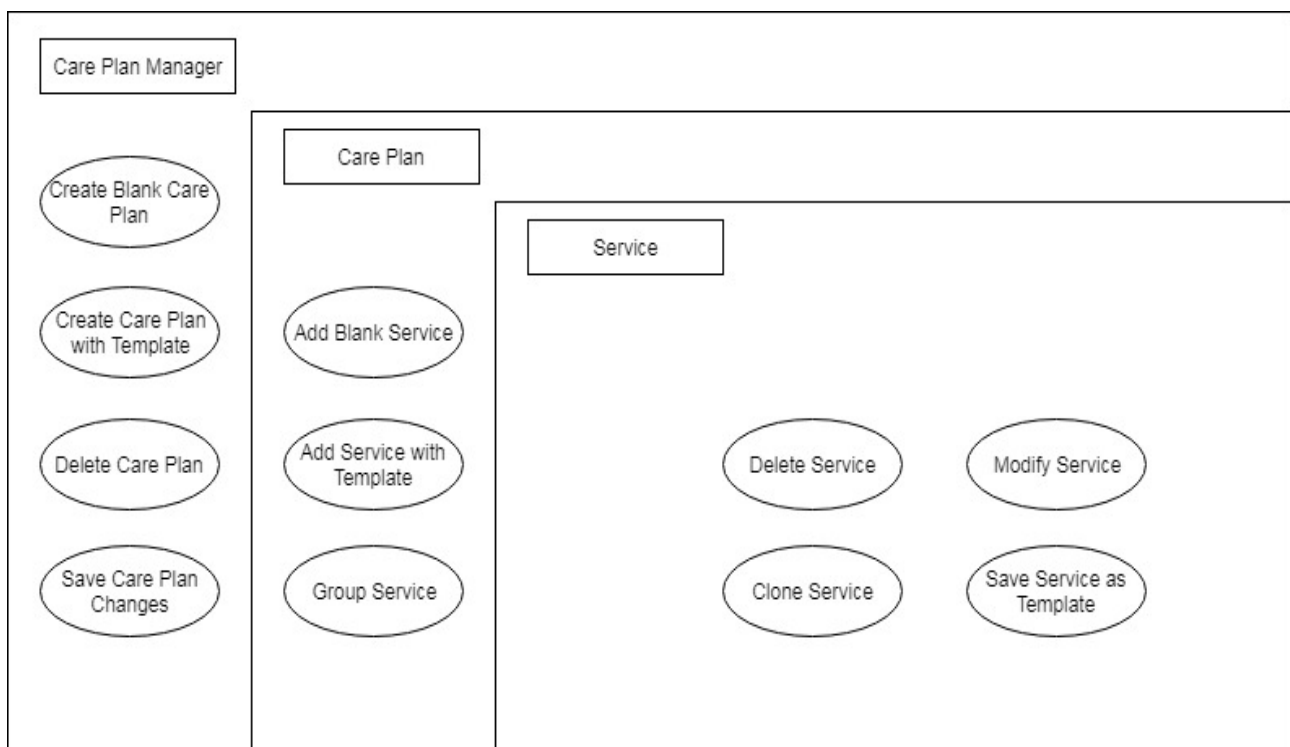 Care Plan Manager
Care Plan
Service
Create Blank Care
Plan
Create Care Plan
with Template
Delete Care Plan
Save Care Plan
Changes
Add Blank Service
Add Service with
Template
Group Service
Delete Service
Modify Service
Clone Service
Save Service as
Template